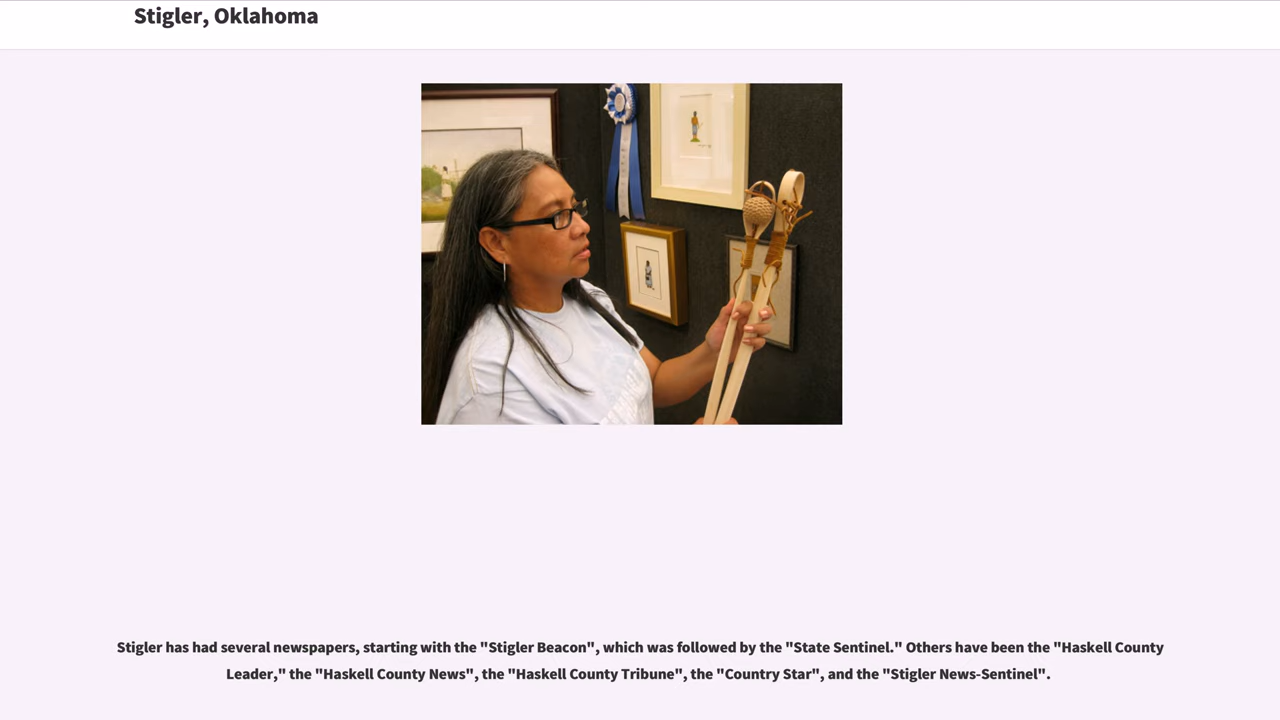 Stigler, Oklahoma
Stigler has had several newspapers, starting with the "Stigler Beacon", which was followed by the "State Sentinel." Others have been the "Haskell County
Leader," the "Haskell County News", the "Haskell County Tribune", the "Country Star", and the "Stigler News-Sentinel".